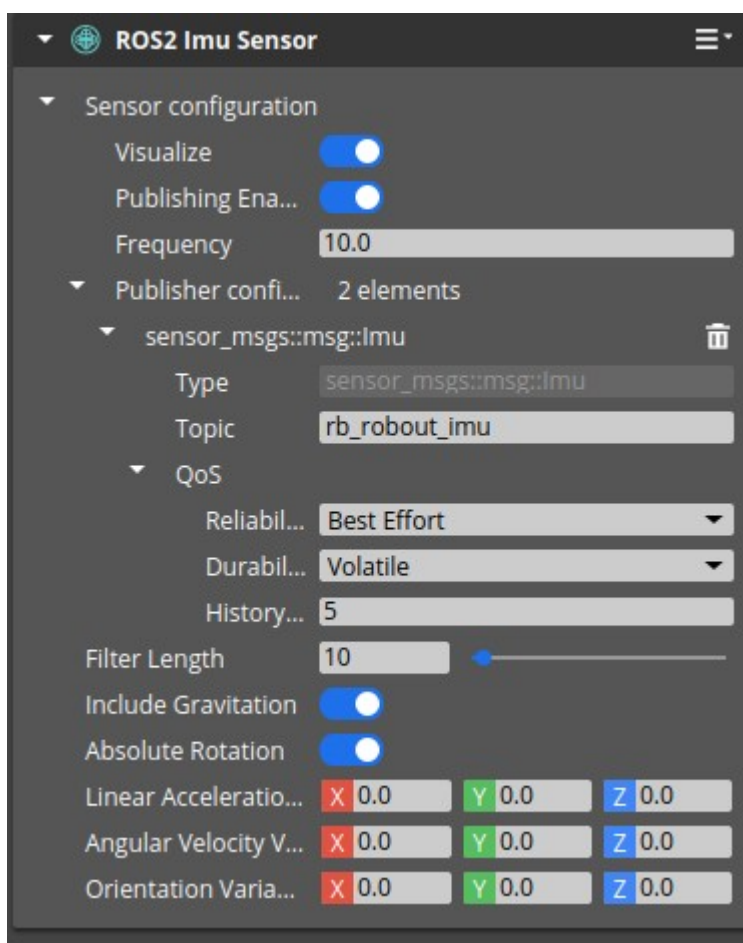 ROS2 Imu Sensor
Sensor configuration
Visualize
Publishing Ena...
Frequency 10.0
Publisher confi... 2 elements
sensor_msgs::msg::Imu
Type sensor_msgs::msg::Imu
Topic rb_robout_imu
QoS
Reliabil... Best Effort
Durabil... Volatile
History... 5
Filter Length 10
Include Gravitation
Absolute Rotation
Linear Acceleratio... X 0.0 Y 0.0 Z 0.0
Angular Velocity V... X 0.0 Y 0.0 Z 0.0
Orientation Varia... X 0.0 Y 0.0 Z 0.0